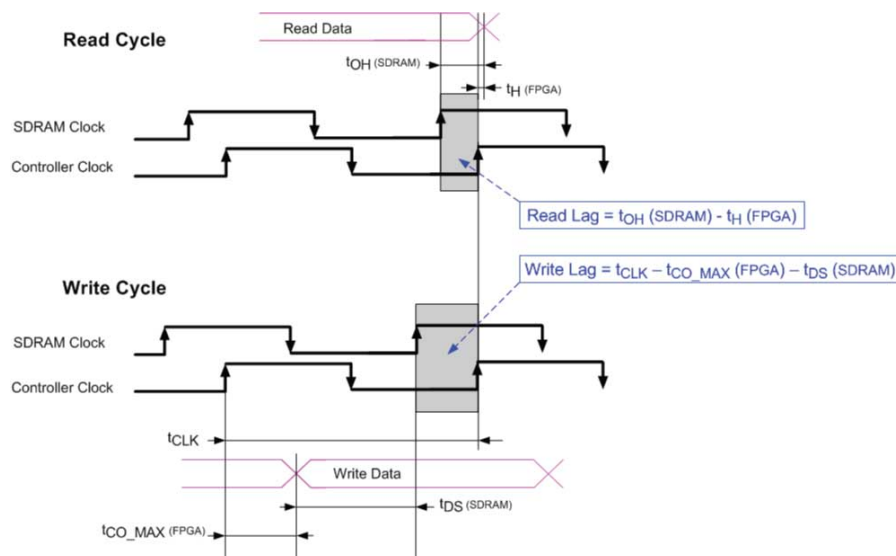 Read Data
Read Cycle
tOH (SDRAM)
tH (FPGA)
SDRAM Clock
Controller Clock
Read Lag = tOH (SDRAM) - tH (FPGA)
Write Lag = tCLK – tCO_MAX (FPGA) – tDS (SDRAM)
Write Cycle
SDRAM Clock
Controller Clock
tCLK
Write Data
tDS (SDRAM)
tCO_MAX (FPGA)